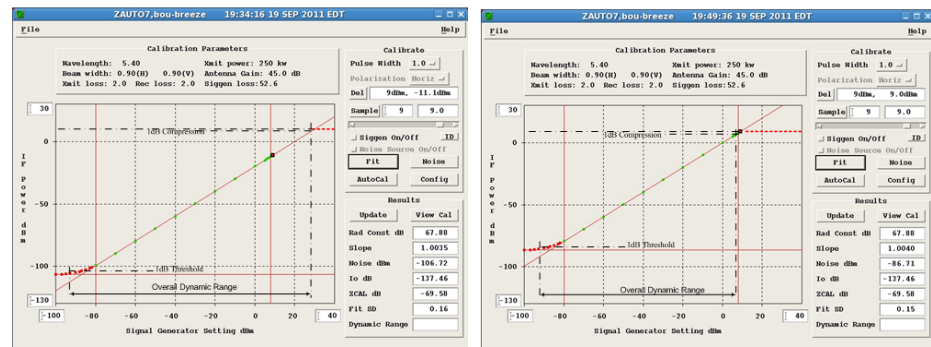 ZAUTO7,bou-breeze 19:34:16 19 SEP 2011 EDT
File Help
Calibration Parameters
Wavelength: 5.40 Xmit power: 250 kw
Beam width: 0.90(H) 0.90(V) Antenna Gain: 45.0 dB
Xmit loss: 2.0 Rec loss: 2.0 Siggen loss:52.6
Calibrate
Pulse Width 1.0
Polarization Horiz
Del 9dBm, -11.1dBm
Sample 9 9.0
Siggen On/Off ID
Noise Source On/Off
Fit Noise
AutoCal Config
Results
Update View Cal
Rad Const dB 67.88
Slope 1.0035
Noise dBm -106.72
Io dB -137.46
ZCAL dB -69.58
Fit SD 0.16
Dynamic Range
30
0
-50
-100
-130
IF Power dBm
1dB Compression
1dB Threshold
Overall Dynamic Range
-100 -80 -60 -40 -20 0 20 40
Signal Generator Setting dBm
ZAUTO7,bou-breeze 19:49:36 19 SEP 2011 EDT
File Help
Calibration Parameters
Wavelength: 5.40 Xmit power: 250 kw
Beam width: 0.90(H) 0.90(V) Antenna Gain: 45.0 dB
Xmit loss: 2.0 Rec loss: 2.0 Siggen loss:52.6
Calibrate
Pulse Width 1.0
Polarization Horiz
Del 9dBm, 9.0dBm
Sample 9 9.0
Siggen On/Off ID
Noise Source On/Off
Fit Noise
AutoCal Config
Results
Update View Cal
Rad Const dB 67.88
Slope 1.0040
Noise dBm -86.71
Io dB -137.46
ZCAL dB -69.58
Fit SD 0.15
Dynamic Range
30
0
-50
-100
-130
IF Power dBm
1dB Compression
1dB Threshold
Overall Dynamic Range
-100 -80 -60 -40 -20 0 20 40
Signal Generator Setting dBm